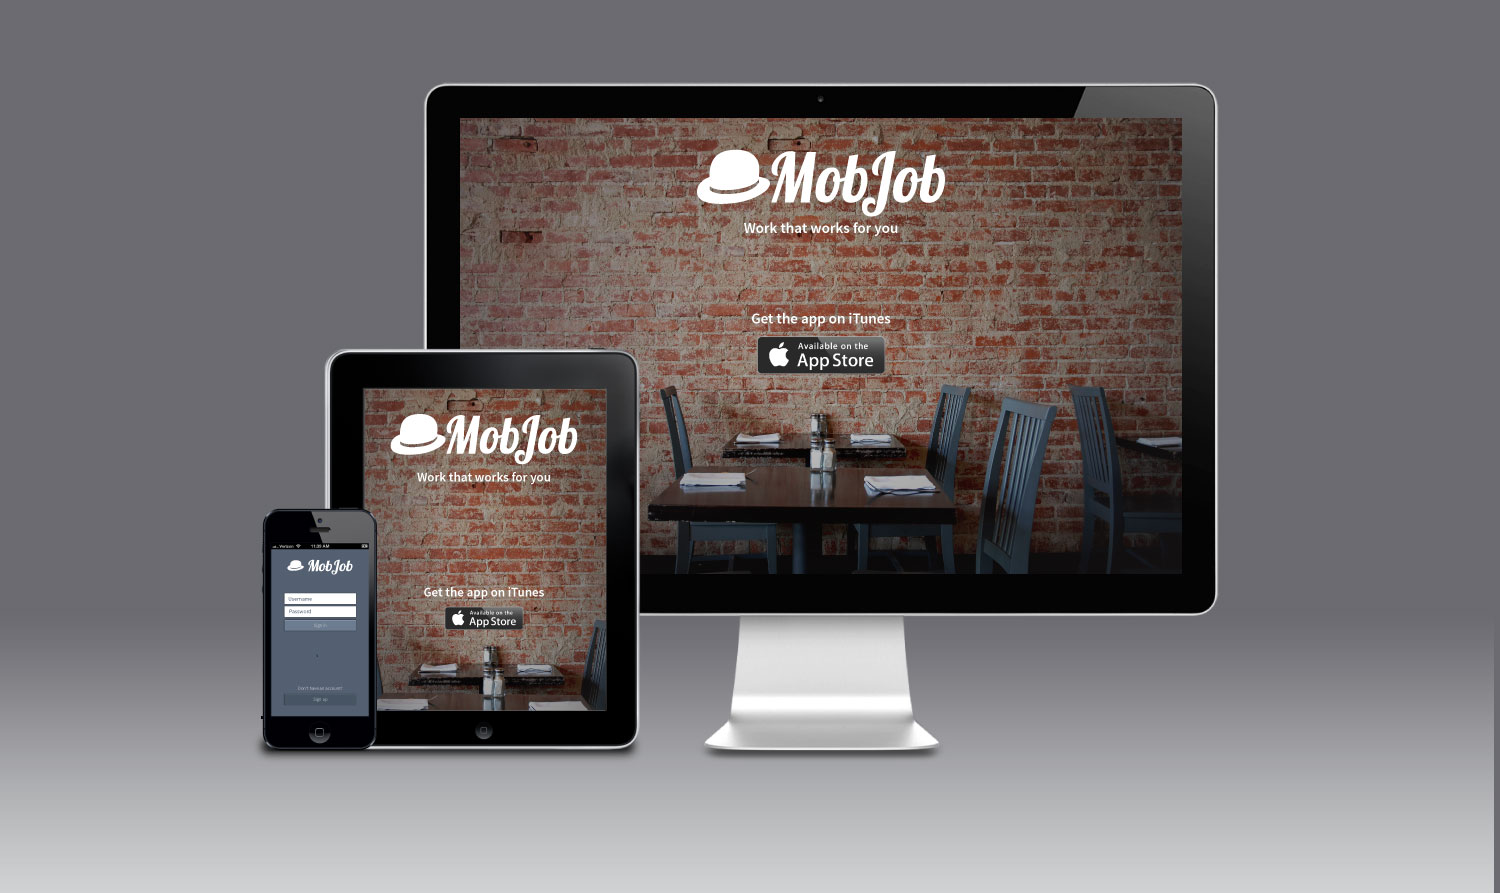 MobJob
Work that works for you
Get the app on iTunes
Available on the
App Store
MobJob
Work that works for you
Get the app on iTunes
Available on the
App Store
Verizon 11:39 AM
MobJob
Username
Password
Sign in
Don't have an account?
Sign up